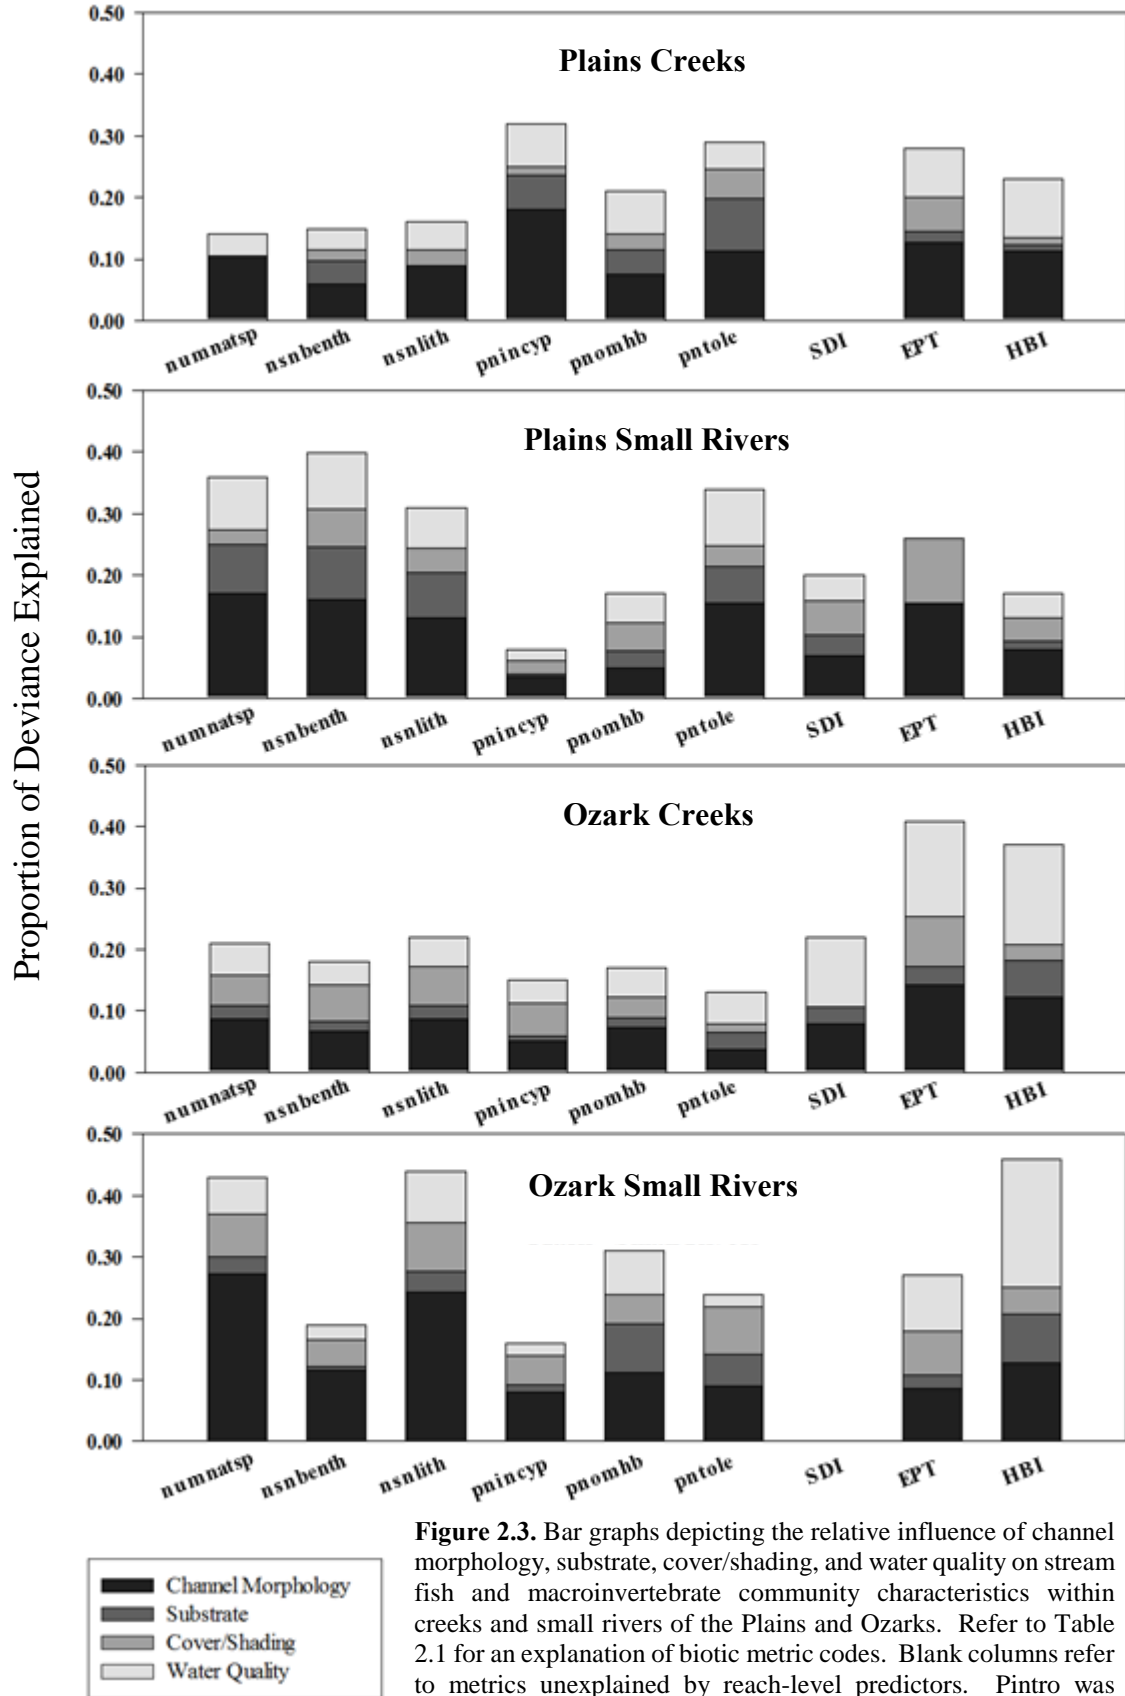 Proportion of Deviance Explained
Plains Creeks
0.50
0.40
0.30
0.20
0.10
0.00
numnatsp nsnbenth nsnlith pnincyp pnomhb pntole SDI EPT HBI
Plains Small Rivers
0.50
0.40
0.30
0.20
0.10
0.00
numnatsp nsnbenth nsnlith pnincyp pnomhb pntole SDI EPT HBI
Ozark Creeks
0.50
0.40
0.30
0.20
0.10
0.00
numnatsp nsnbenth nsnlith pnincyp pnomhb pntole SDI EPT HBI
Ozark Small Rivers
0.50
0.40
0.30
0.20
0.10
0.00
numnatsp nsnbenth nsnlith pnincyp pnomhb pntole SDI EPT HBI
Channel Morphology
Substrate
Cover/Shading
Water Quality
Figure 2.3. Bar graphs depicting the relative influence of channel
morphology, substrate, cover/shading, and water quality on stream
fish and macroinvertebrate community characteristics within
creeks and small rivers of the Plains and Ozarks. Refer to Table
2.1 for an explanation of biotic metric codes. Blank columns refer
to metrics unexplained by reach-level predictors. Pintro was